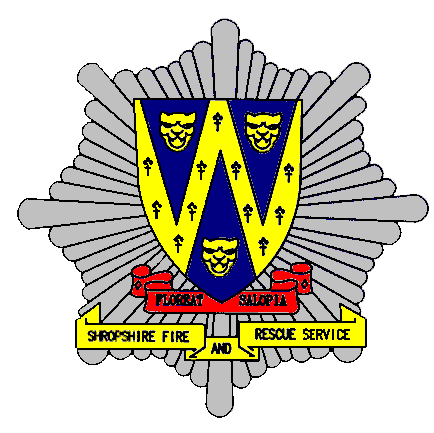 FLOREAT SALOPIA
SHROPSHIRE FIRE AND RESCUE SERVICE